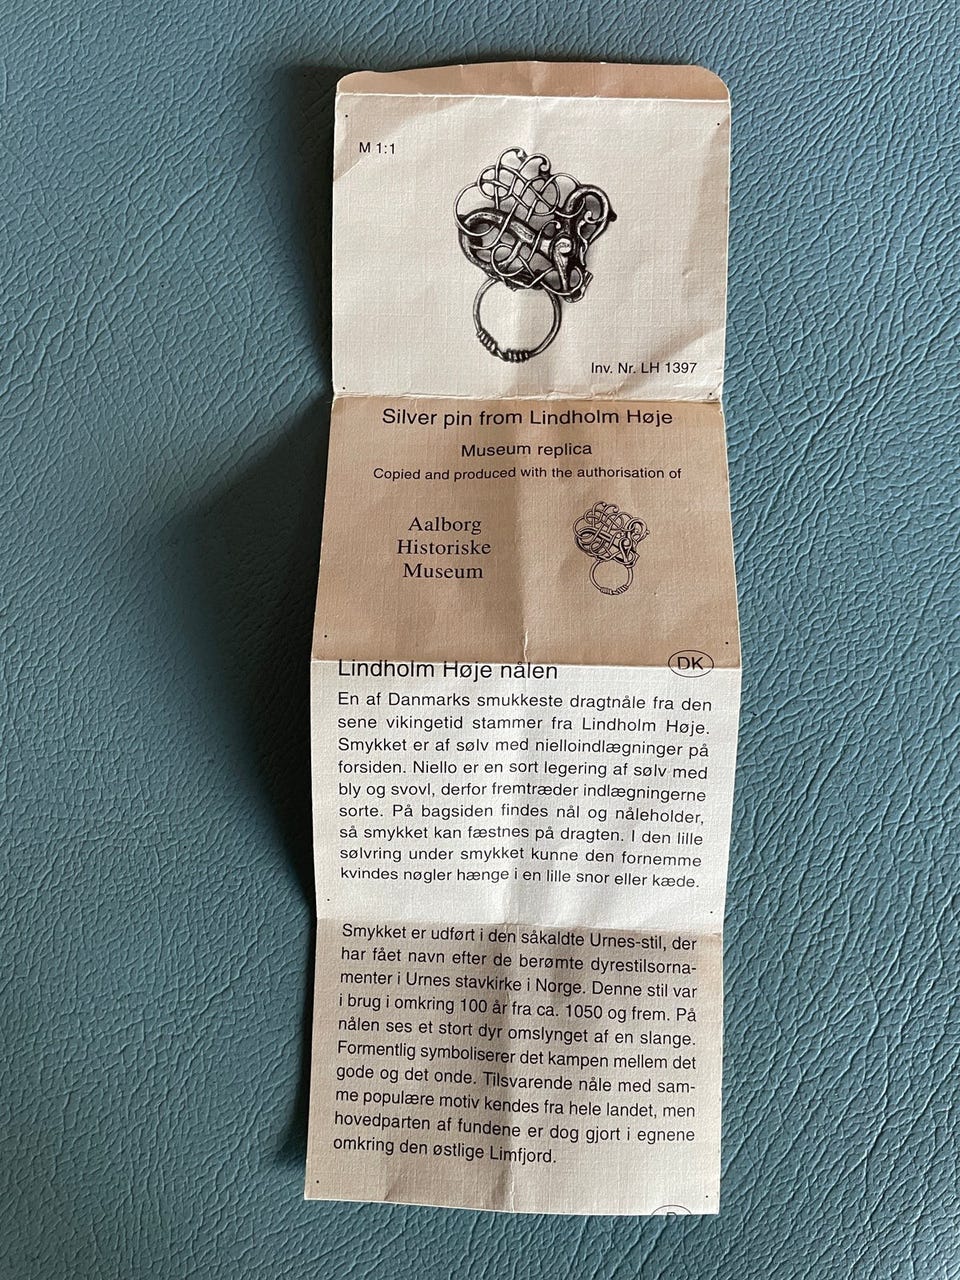 M 1:1
Inv. Nr. LH 1397
Silver pin from Lindholm Høje
Museum replica
Copied and produced with the authorisation of
Aalborg
Historiske
Museum
Lindholm Høje nålen
DK
En af Danmarks smukkeste dragtnåle fra den
sene vikingetid stammer fra Lindholm Høje.
Smykket er af sølv med nielloindlægninger på
forsiden. Niello er en sort legering af sølv med
bly og svovl, derfor fremtræder indlægningerne
sorte. På bagsiden findes nål og nåleholder,
så smykket kan fæstnes på dragten. I den lille
sølvring under smykket kunne den fornemme
kvindes nøgler hænge i en lille snor eller kæde.
Smykket er udført i den såkaldte Urnes-stil, der
har fået navn efter de berømte dyrestilsorna-
menter i Urnes stavkirke i Norge. Denne stil var
i brug i omkring 100 år fra ca. 1050 og frem. På
nålen ses et stort dyr omslynget af en slange.
Formentlig symboliserer det kampen mellem det
gode og det onde. Tilsvarende nåle med sam-
me populære motiv kendes fra hele landet, men
hovedparten af fundene er dog gjort i egnene
omkring den østlige Limfjord.